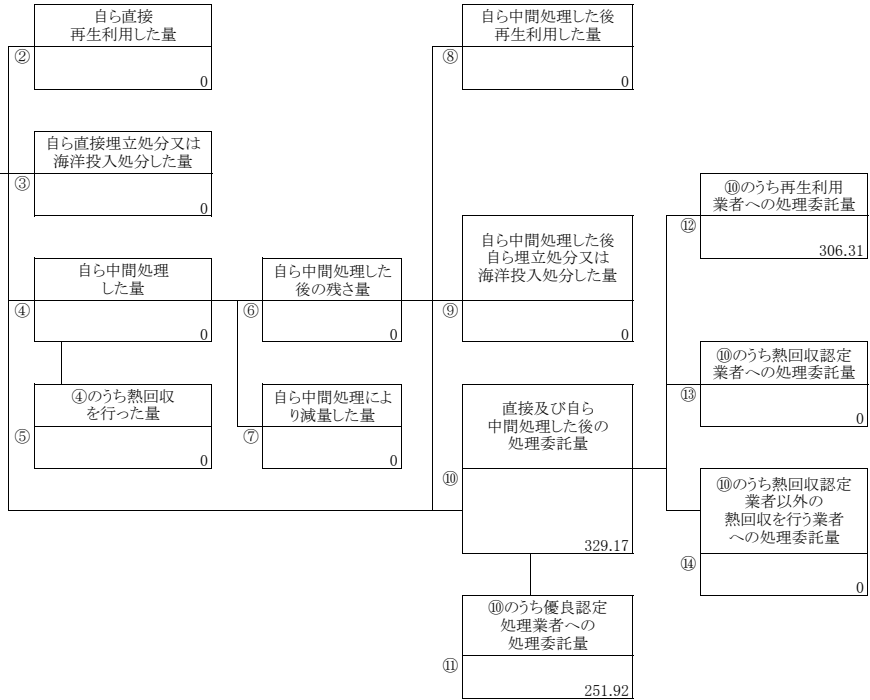 自ら直接
再生利用した量
②
0
自ら直接埋立処分又は
海洋投入処分した量
③
0
自ら中間処理
した量
④
0
④のうち熱回収
を行った量
⑤
0
自ら中間処理した
後の残さ量
⑥
0
自ら中間処理によ
り減量した量
⑦
0
自ら中間処理した後
再生利用した量
⑧
0
自ら中間処理した後
自ら埋立処分又は
海洋投入処分した量
⑨
0
直接及び自ら
中間処理した後の
処理委託量
⑩
329.17
⑩のうち優良認定
処理業者への
処理委託量
⑪
251.92
⑩のうち再生利用
業者への処理委託量
⑫
306.31
⑩のうち熱回収認定
業者への処理委託量
⑬
0
⑩のうち熱回収認定
業者以外の
熱回収を行う業者
への処理委託量
⑭
0